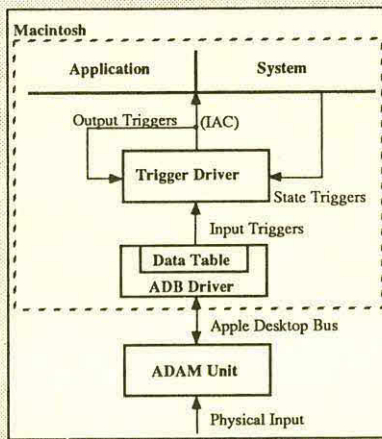 Macintosh
Application
System
Output Triggers
(IAC)
Trigger Driver
State Triggers
Input Triggers
Data Table
ADB Driver
Apple Desktop Bus
ADAM Unit
Physical Input